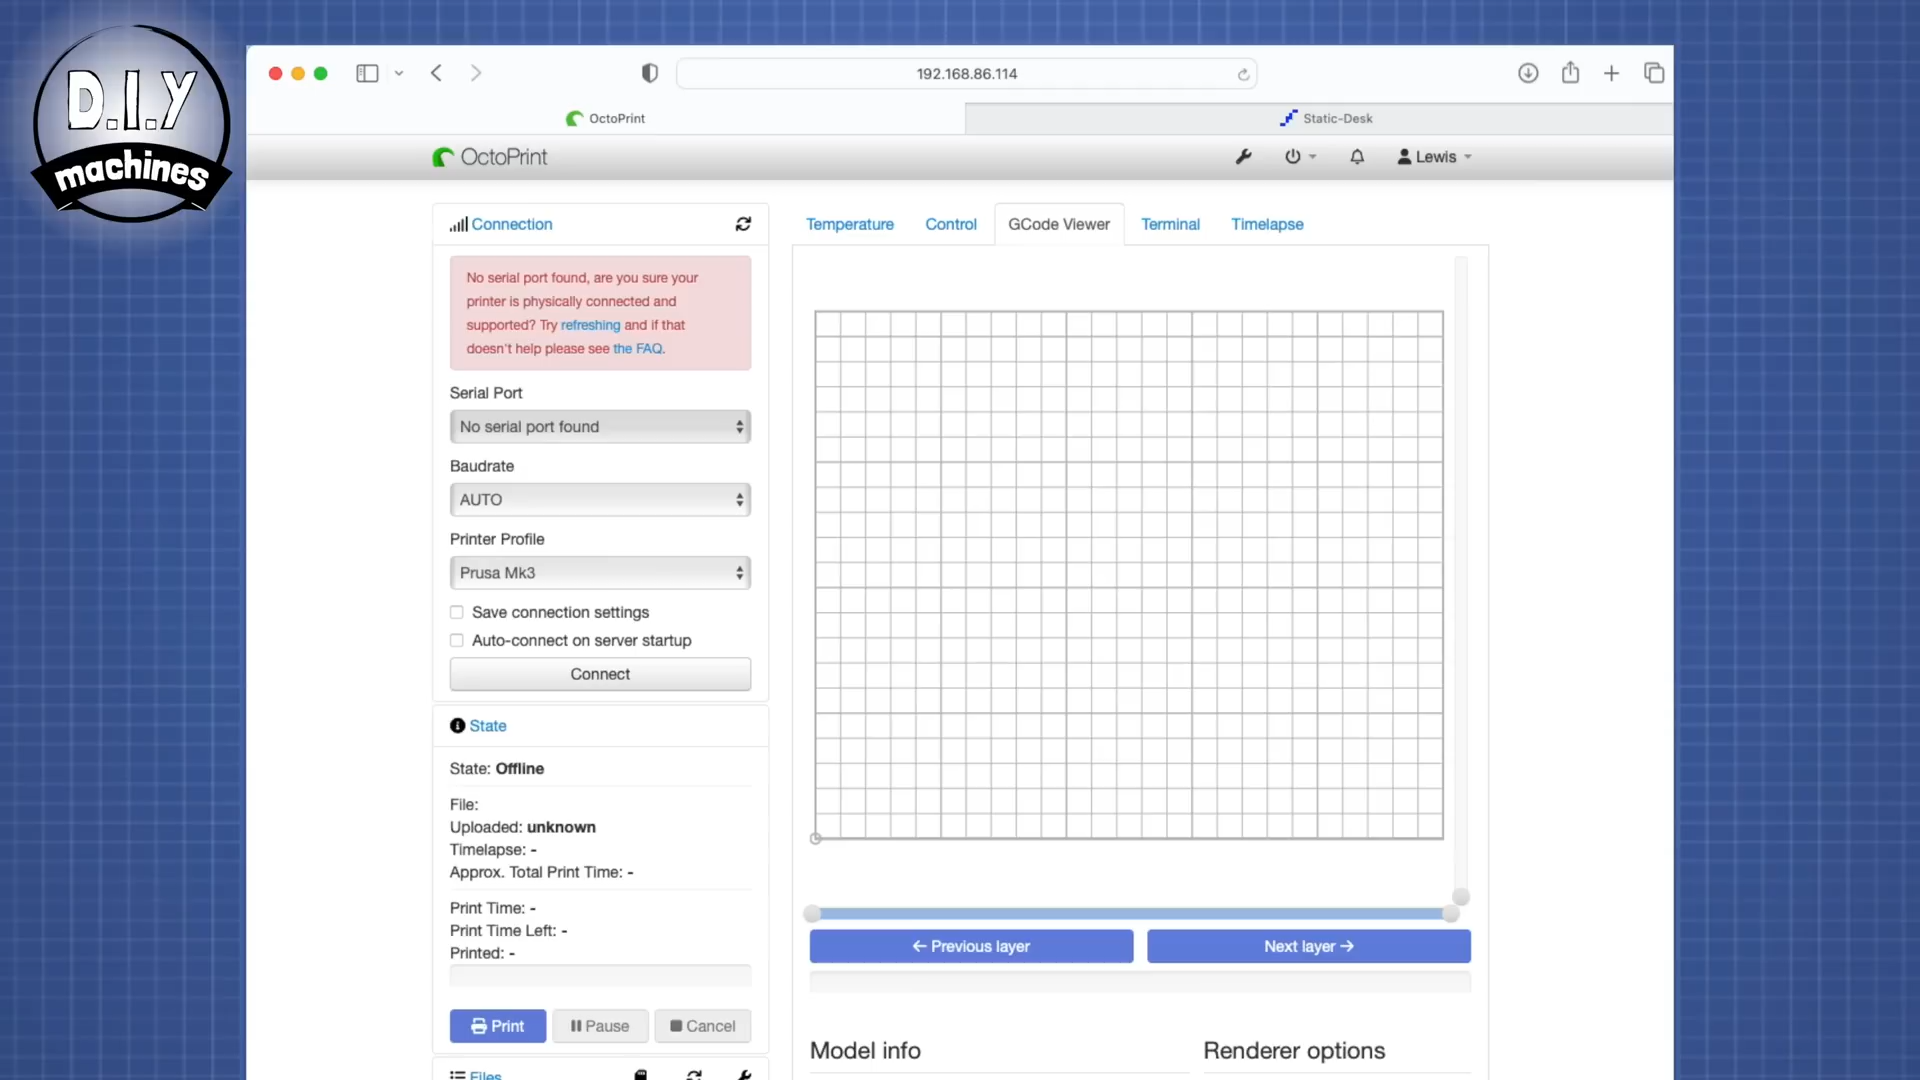 D.I.Y
machines
192.168.86.114
OctoPrint
Static-Desk
OctoPrint
Lewis
Connection
No serial port found, are you sure your
printer is physically connected and
supported? Try refreshing and if that
doesn't help please see the FAQ.
Serial Port
No serial port found
Baudrate
AUTO
Printer Profile
Prusa Mk3
Save connection settings
Auto-connect on server startup
Connect
State
State: Offline
File:
Uploaded: unknown
Timelapse: -
Approx. Total Print Time: -
Print Time: -
Print Time Left: -
Printed: -
Print
Pause
Cancel
Files
Temperature
Control
GCode Viewer
Terminal
Timelapse
Previous layer
Next layer
Model info
Renderer options